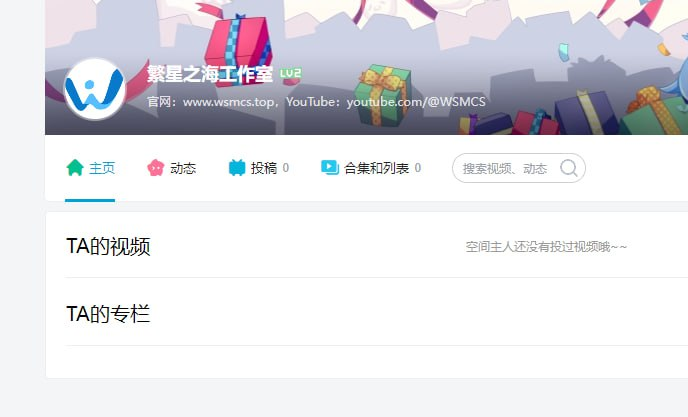 繁星之海工作室 LV2
官网：www.wsmcs.top，YouTube：youtube.com/@WSMCS
主页 动态 投稿 0 合集和列表 0 搜索视频、动态
TA的视频
空间主人还没有投过视频哦~~
TA的专栏